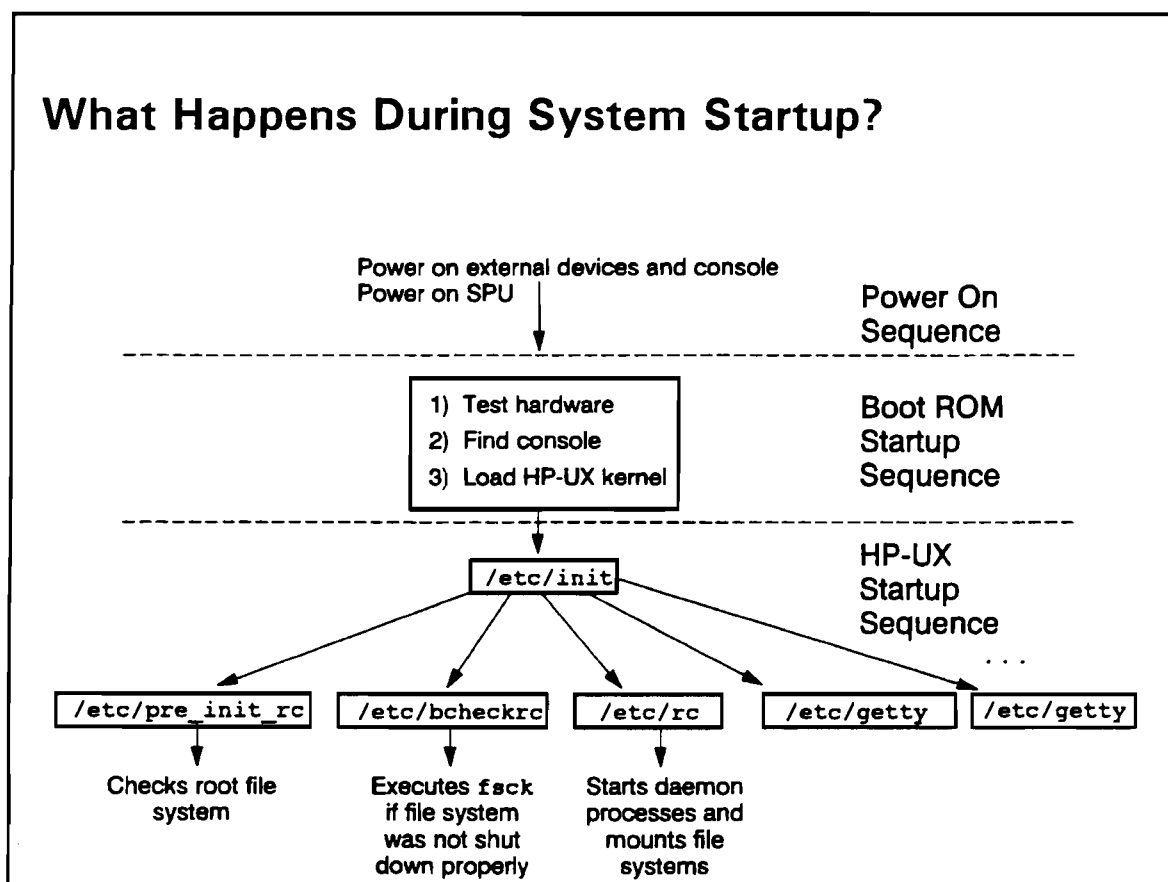 What Happens During System Startup?
Power on external devices and console
Power on SPU
Power On
Sequence
1) Test hardware
2) Find console
3) Load HP-UX kernel
Boot ROM
Startup
Sequence
/etc/init
HP-UX
Startup
Sequence
. . .
/etc/pre_init_rc
/etc/bcheckrc
/etc/rc
/etc/getty
/etc/getty
Checks root file
system
Executes fsck
if file system
was not shut
down properly
Starts daemon
processes and
mounts file
systems